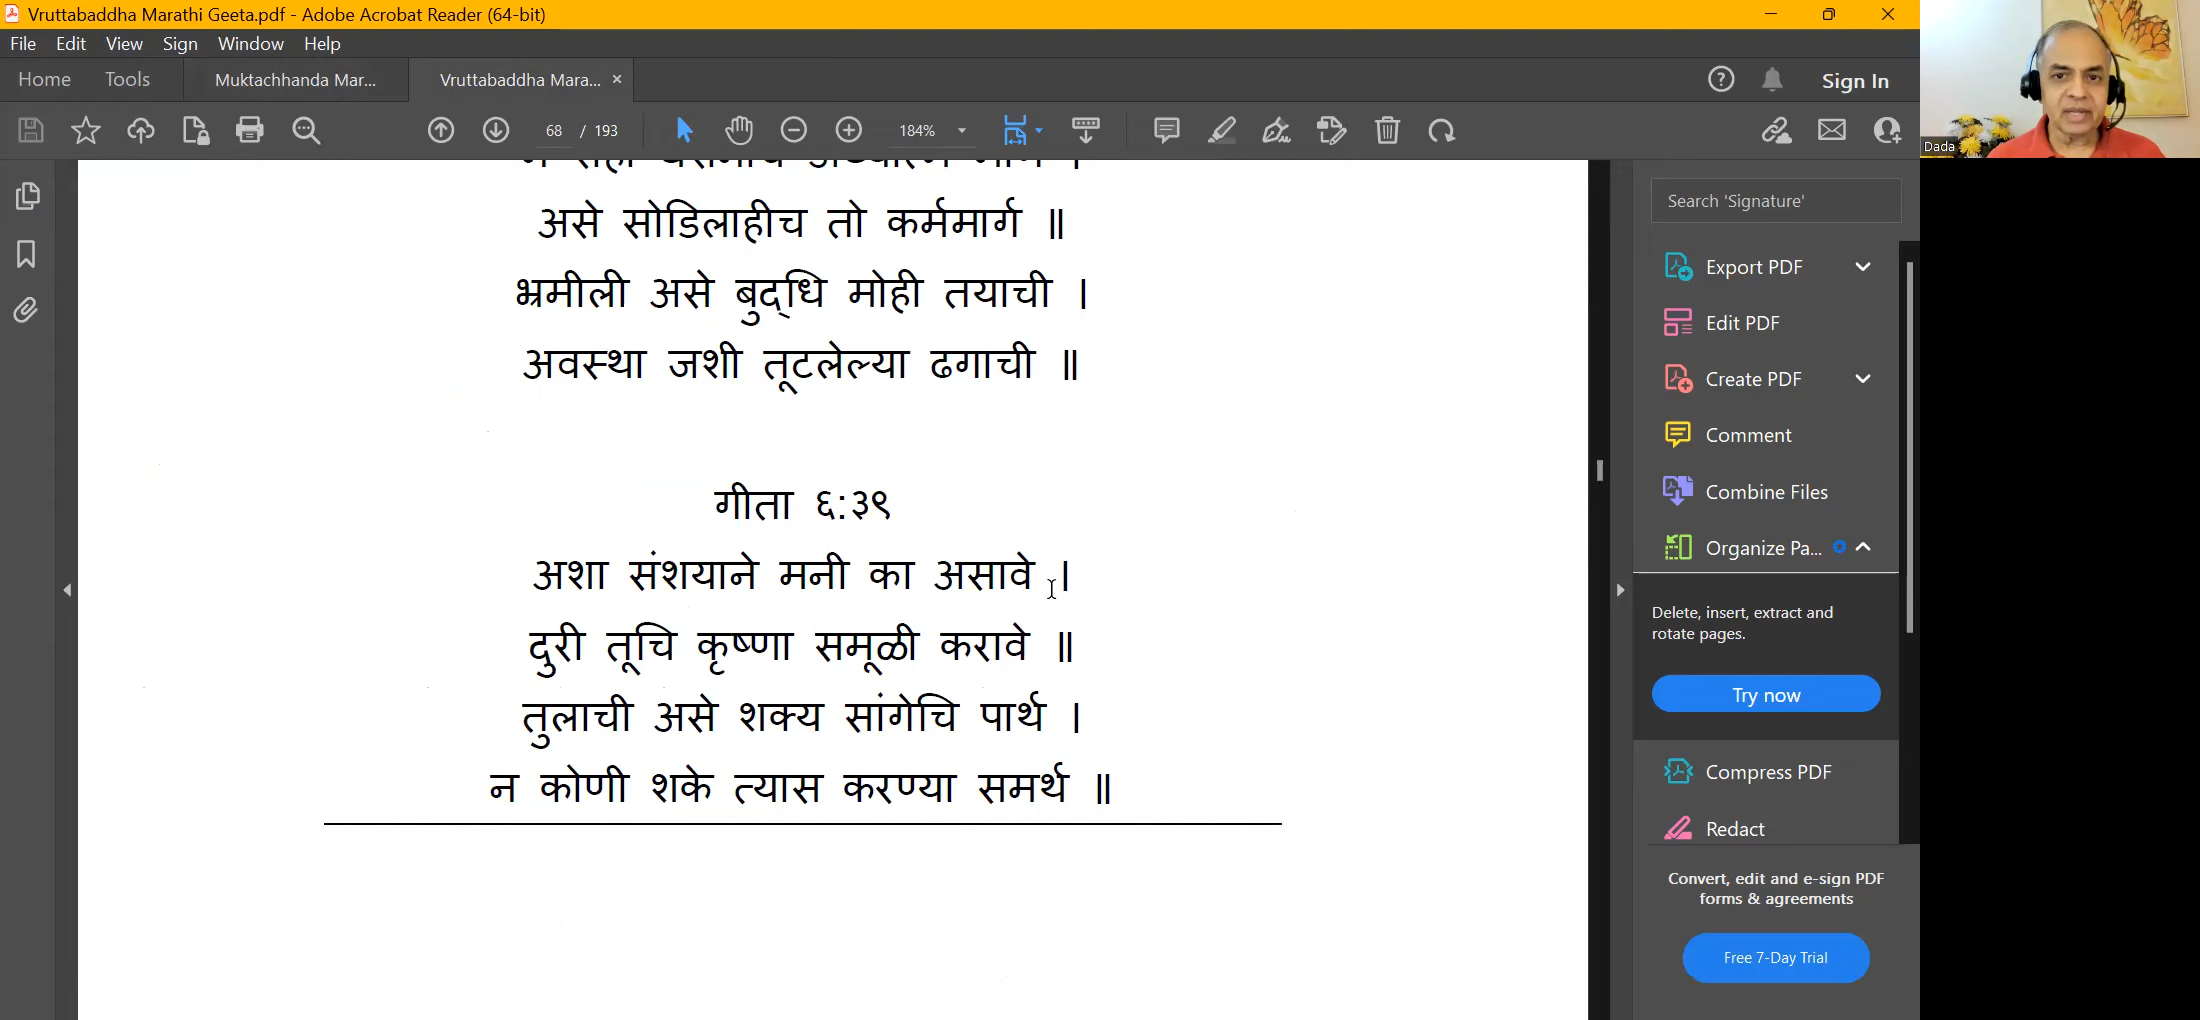 Vruttabaddha Marathi Geeta.pdf - Adobe Acrobat Reader (64-bit)
File Edit View Sign Window Help
Home Tools Muktachhanda Mar... Vruttabaddha Mara... × Sign In
68 / 193 184%
Dada
असे सोडिलाहीच तो कर्ममार्ग ॥
भ्रमीली असे बुद्‌धि मोही तयाची ।
अवस्था जशी तूटलेल्या ढगाची ॥
गीता ६:३९
अशा संशयाने मनी का असावे ।
दुरी तूचि कृष्णा समूळी करावे ॥
तुलाची असे शक्य सांगेचि पार्थ ।
न कोणी शके त्यास करण्या समर्थ ॥
Search 'Signature'
Export PDF
Edit PDF
Create PDF
Comment
Combine Files
Organize Pa...
Delete, insert, extract and
rotate pages.
Try now
Compress PDF
Redact
Convert, edit and e-sign PDF
forms & agreements
Free 7-Day Trial